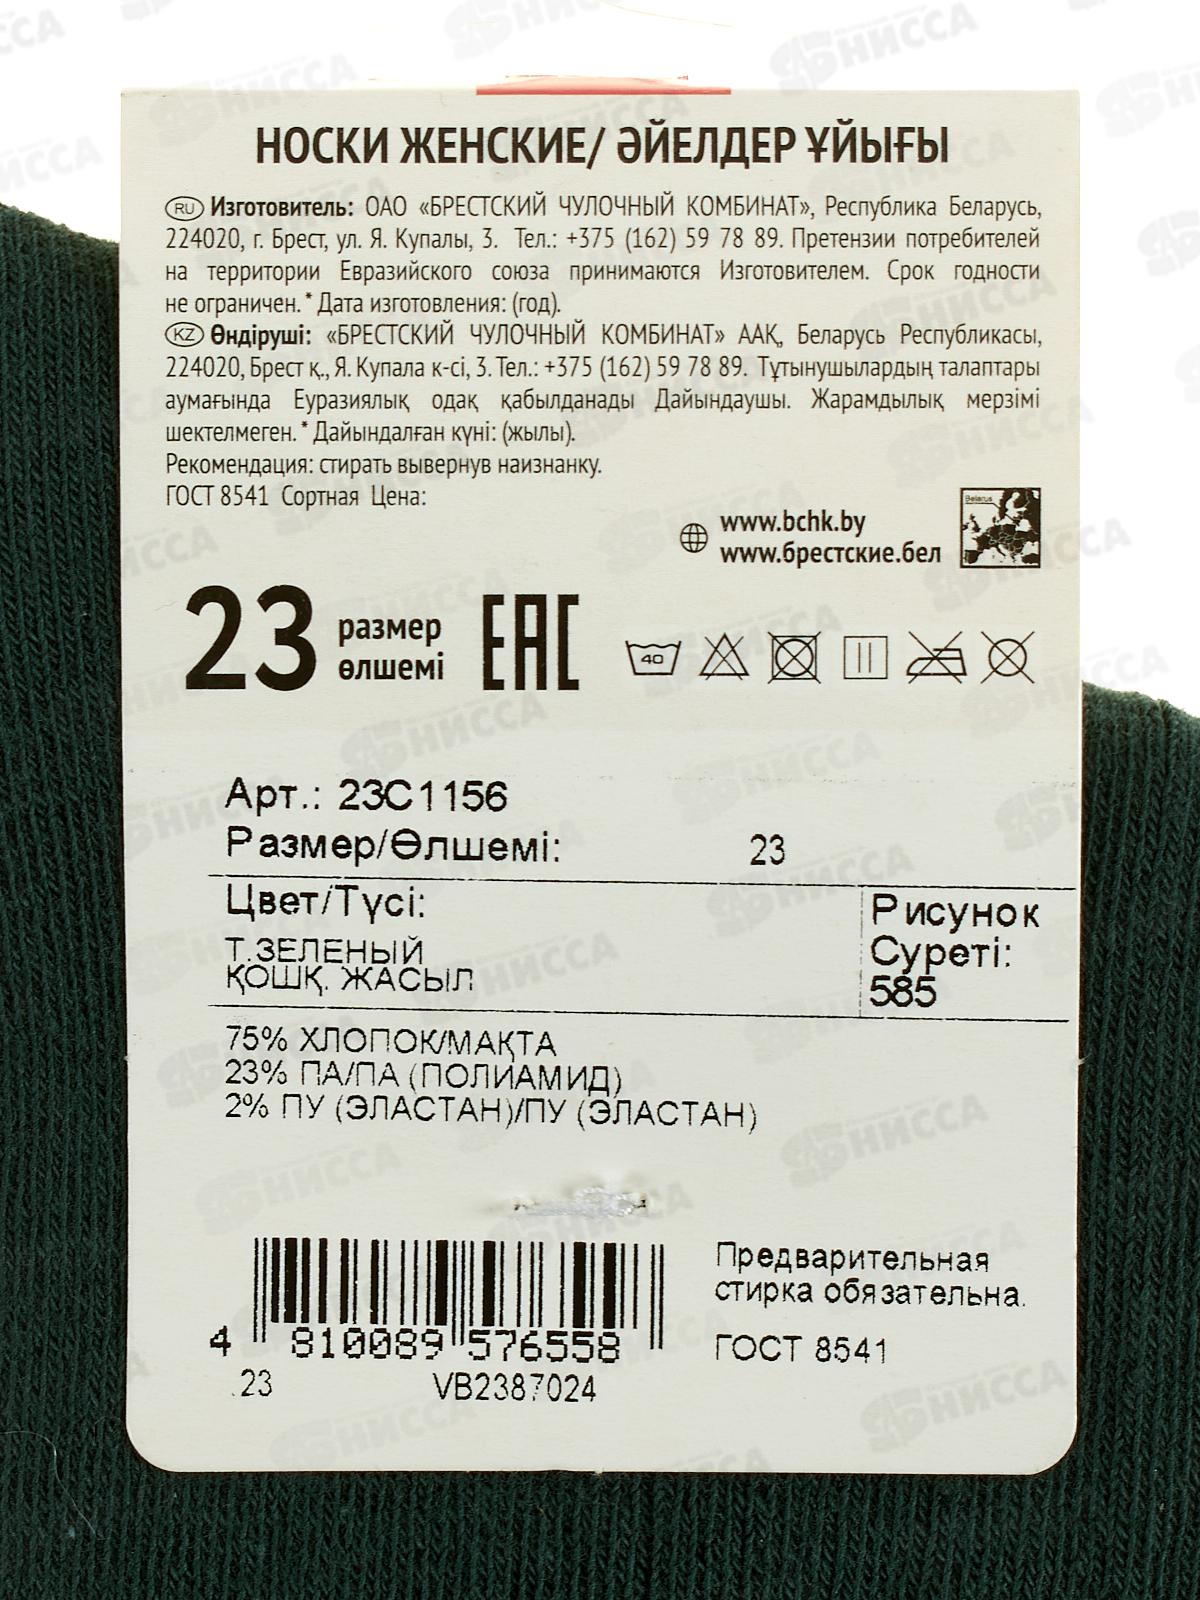 НОСКИ ЖЕНСКИЕ/ ӘЙЕЛДЕР ҰЙЫҒЫ
RU Изготовитель: ОАО «БРЕСТСКИЙ ЧУЛОЧНЫЙ КОМБИНАТ», Республика Беларусь,
224020, г. Брест, ул. Я. Купалы, 3. Тел.: +375 (162) 59 78 89. Претензии потребителей
на территории Евразийского союза принимаются Изготовителем. Срок годности
не ограничен. * Дата изготовления: (год).
KZ Өндіруші: «БРЕСТСКИЙ ЧУЛОЧНЫЙ КОМБИНАТ» ААҚ, Беларусь Республикасы,
224020, Брест қ., Я. Купала к-сі, 3. Тел.: +375 (162) 59 78 89. Тұтынушылардың талаптары
аумағында Еуразиялық одақ қабылданады Дайындаушы. Жарамдылық мерзімі
шектелмеген. * Дайындалған күні: (жылы).
Рекомендация: стирать вывернув наизнанку.
ГОСТ 8541 Сортная Цена:
www.bchk.by
www.брестские.бел
Belarus
23 размер
өлшемі
EAC
40
Арт.: 23С1156
Размер/Өлшемі: 23
Цвет/Түсі:
Т.ЗЕЛЕНЫЙ
ҚОШҚ. ЖАСЫЛ
Рисунок
Суреті:
585
75% ХЛОПОК/МАҚТА
23% ПА/ПА (ПОЛИАМИД)
2% ПУ (ЭЛАСТАН)/ПУ (ЭЛАСТАН)
Предварительная
стирка обязательна.
ГОСТ 8541
4 810089 576558
.23 VB2387024
НИССА